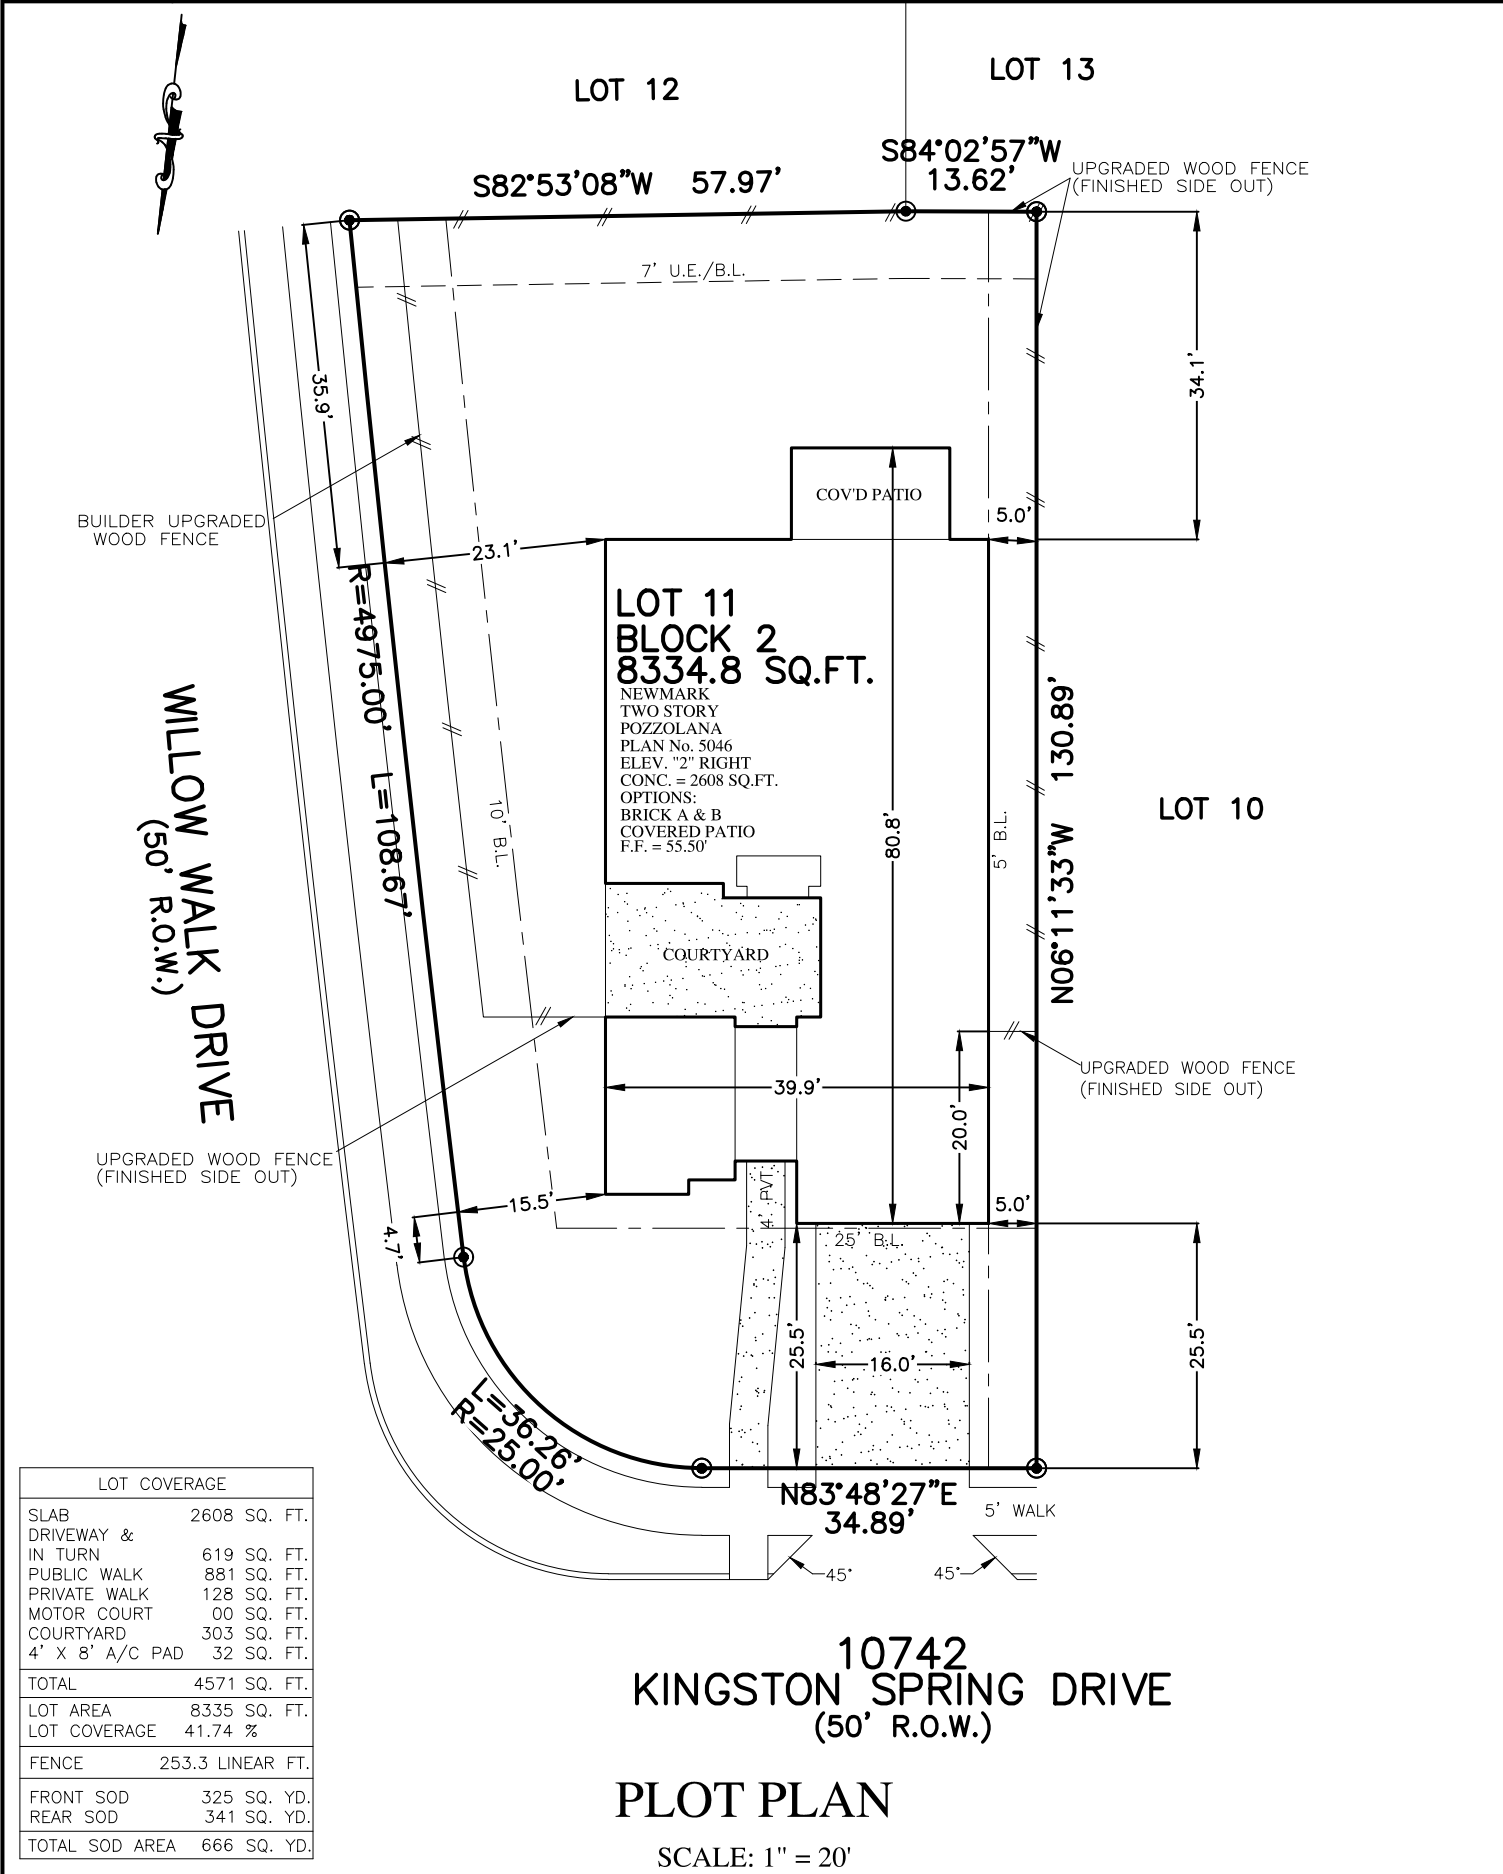 LOT 12
LOT 13
S82°53'08"W 57.97'
S84°02'57"W
13.62'
UPGRADED WOOD FENCE
(FINISHED SIDE OUT)
7' U.E./B.L.
35.9'
34.1'
COV'D PATIO
5.0'
BUILDER UPGRADED
WOOD FENCE
23.1'
R=4975.00' L=108.67'
LOT 11
BLOCK 2
8334.8 SQ.FT.
NEWMARK
TWO STORY
POZZOLANA
PLAN No. 5046
ELEV. "2" RIGHT
CONC. = 2608 SQ.FT.
OPTIONS:
BRICK A & B
COVERED PATIO
F.F. = 55.50'
10' B.L.
80.8'
5' B.L.
N06°11'33"W 130.89'
LOT 10
WILLOW WALK DRIVE
(50' R.O.W.)
COURTYARD
39.9'
20.0'
UPGRADED WOOD FENCE
(FINISHED SIDE OUT)
UPGRADED WOOD FENCE
(FINISHED SIDE OUT)
15.5'
4.7'
4' PVT.
5.0'
25' B.L.
25.5'
16.0'
25.5'
L=36.26'
R=25.00'
N83°48'27"E
34.89'
5' WALK
45°
45°
LOT COVERAGE
SLAB 2608 SQ. FT.
DRIVEWAY &
IN TURN 619 SQ. FT.
PUBLIC WALK 881 SQ. FT.
PRIVATE WALK 128 SQ. FT.
MOTOR COURT 00 SQ. FT.
COURTYARD 303 SQ. FT.
4' X 8' A/C PAD 32 SQ. FT.
TOTAL 4571 SQ. FT.
LOT AREA 8335 SQ. FT.
LOT COVERAGE 41.74 %
FENCE 253.3 LINEAR FT.
FRONT SOD 325 SQ. YD.
REAR SOD 341 SQ. YD.
TOTAL SOD AREA 666 SQ. YD.
10742
KINGSTON SPRING DRIVE
(50' R.O.W.)
PLOT PLAN
SCALE: 1" = 20'